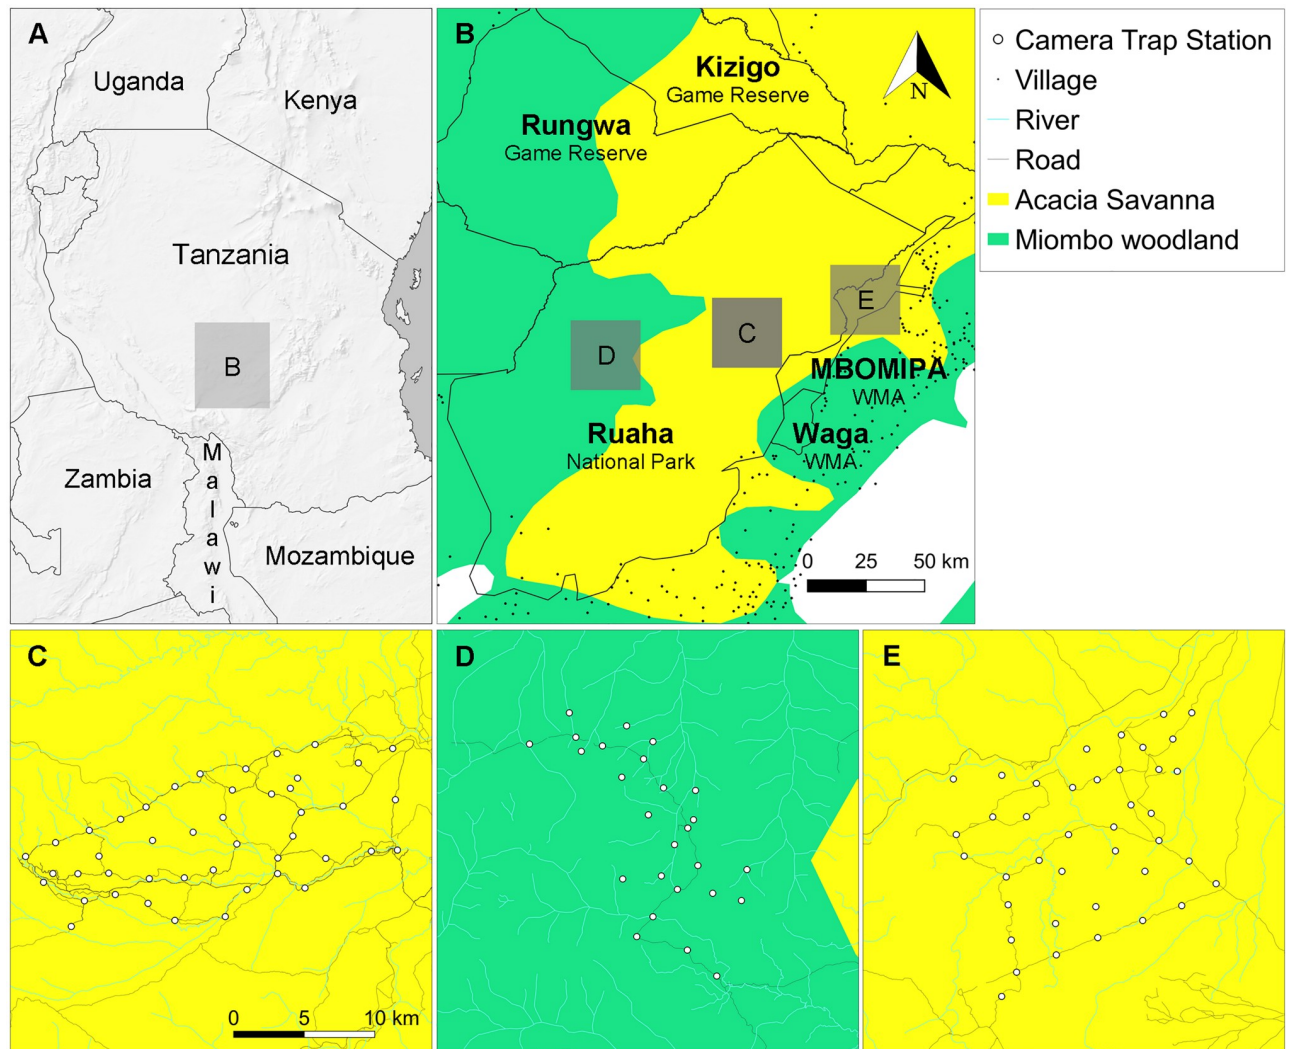 A
Uganda
Kenya
Tanzania
B
Zambia
M
a
l
a
w
i
Mozambique
B
Kizigo
Game Reserve
N
Rungwa
Game Reserve
E
C
D
MBOMIPA
WMA
Ruaha
National Park
Waga
WMA
0 25 50 km
Camera Trap Station
Village
River
Road
Acacia Savanna
Miombo woodland
C
0 5 10 km
D
E